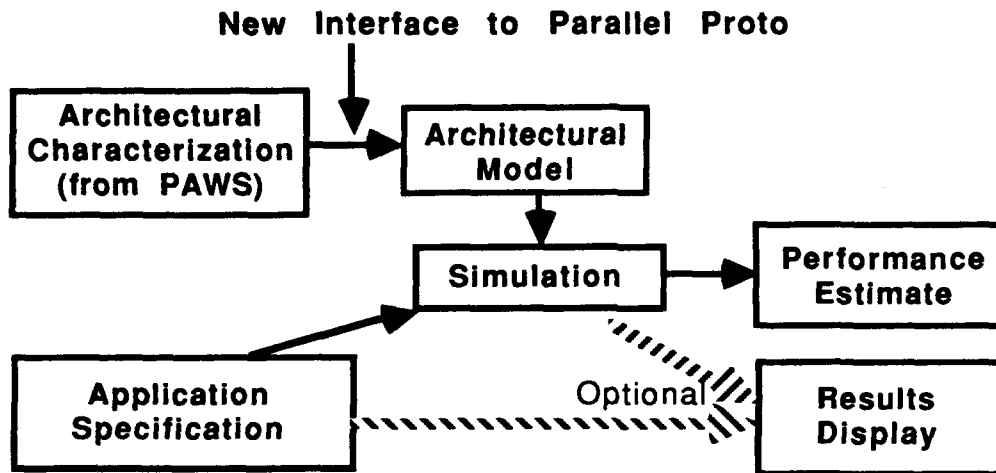 New Interface to Parallel Proto
Architectural
Characterization
(from PAWS)
Architectural
Model
Simulation
Performance
Estimate
Application
Specification
Optional
Results
Display